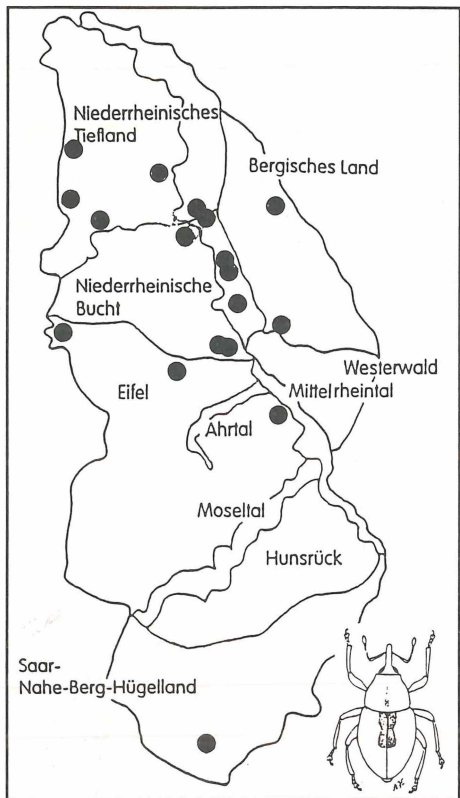 Niederrheinisches
Tiefland
Bergisches Land
Niederrheinische
Bucht
Westerwald
Mittelrheintal
Eifel
Ahrtal
Moseltal
Hunsrück
Saar-
Nahe-Berg-Hügelland